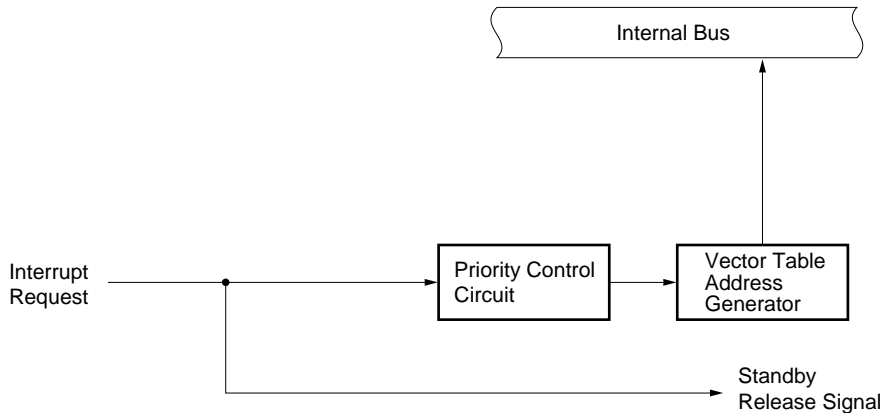 Internal Bus
Interrupt
Request
Priority Control
Circuit
Vector Table
Address
Generator
Standby
Release Signal